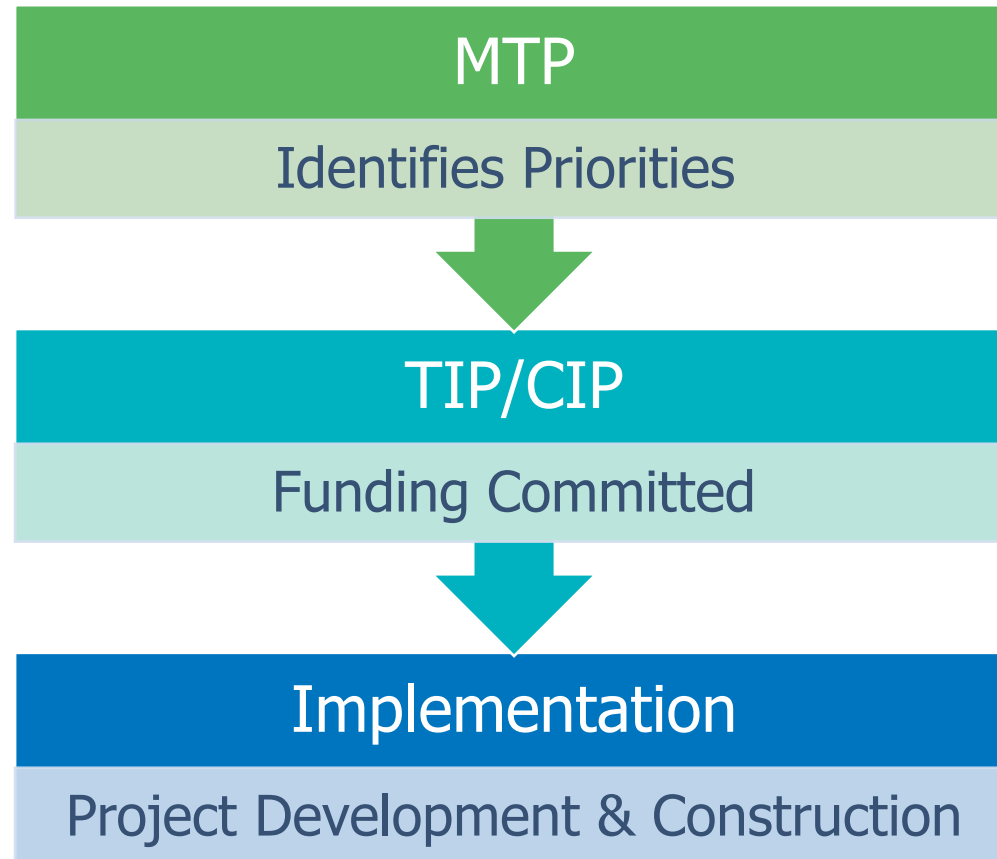 MTP
Identifies Priorities
TIP/CIP
Funding Committed
Implementation
Project Development & Construction